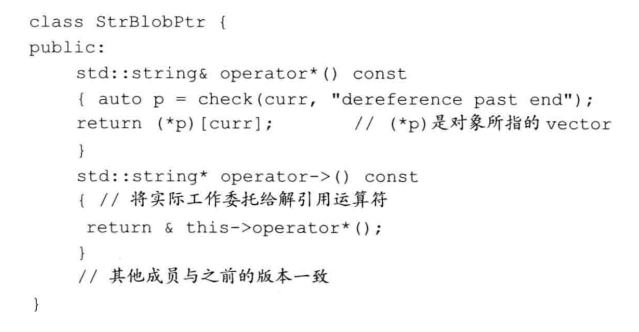 class StrBlobPtr {
public:
std::string& operator*() const
{ auto p = check(curr, "dereference past end");
return (*p)[curr]; // (*p)是对象所指的 vector
}
std::string* operator->() const
{ // 将实际工作委托给解引用运算符
return & this->operator*();
}
// 其他成员与之前的版本一致
}